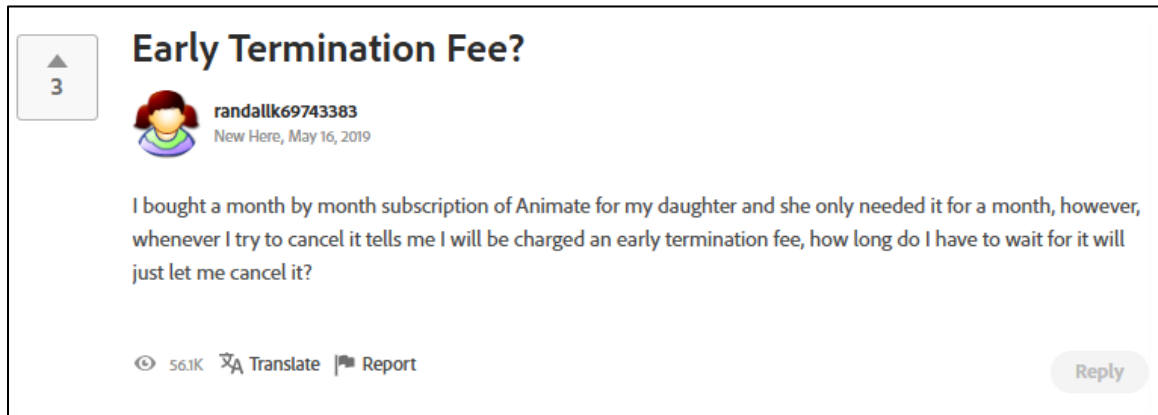 Early Termination Fee?
3
randallk69743383
New Here, May 16, 2019
I bought a month by month subscription of Animate for my daughter and she only needed it for a month, however,
whenever I try to cancel it tells me I will be charged an early termination fee, how long do I have to wait for it will
just let me cancel it?
56.1K Translate Report
Reply